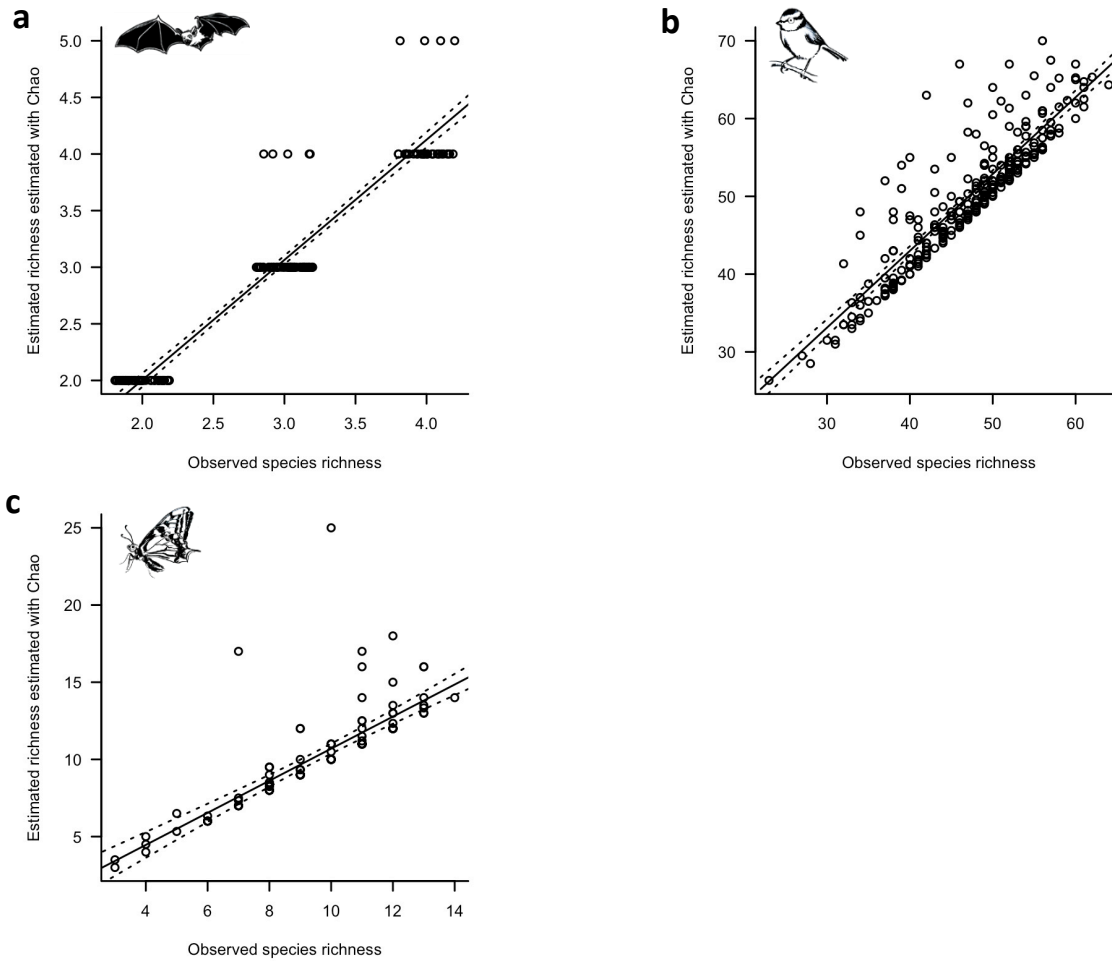 a
Estimated richness estimated with Chao
5.0
4.5
4.0
3.5
3.0
2.5
2.0
2.0 2.5 3.0 3.5 4.0
Observed species richness
b
Estimated richness estimated with Chao
70
60
50
40
30
30 40 50 60
Observed species richness
c
Estimated richness estimated with Chao
25
20
15
10
5
4 6 8 10 12 14
Observed species richness